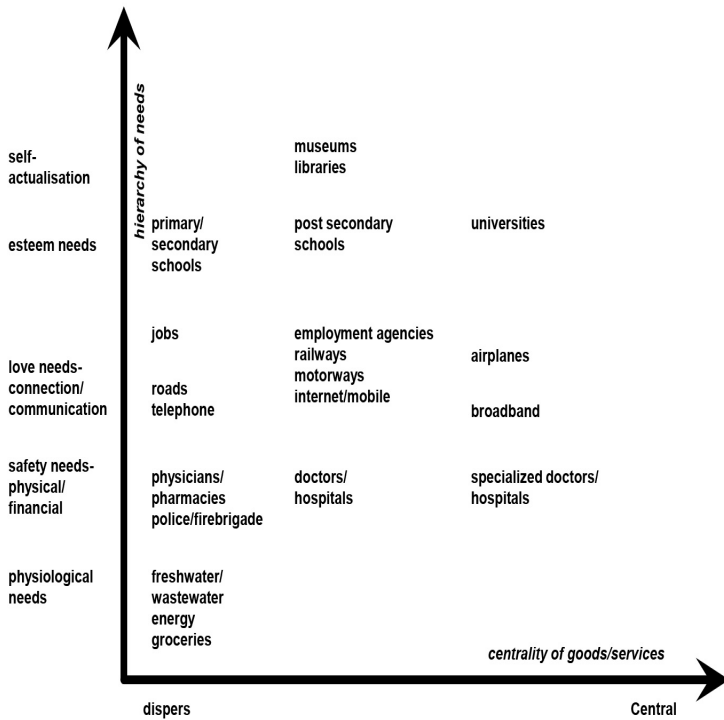 hierarchy of needs
self-
actualisation
museums
libraries
esteem needs
primary/
secondary
schools
post secondary
schools
universities
love needs-
connection/
communication
jobs
roads
telephone
employment agencies
railways
motorways
internet/mobile
airplanes
broadband
safety needs-
physical/
financial
physicians/
pharmacies
police/firebrigade
doctors/
hospitals
specialized doctors/
hospitals
physiological
needs
freshwater/
wastewater
energy
groceries
centrality of goods/services
dispers
Central